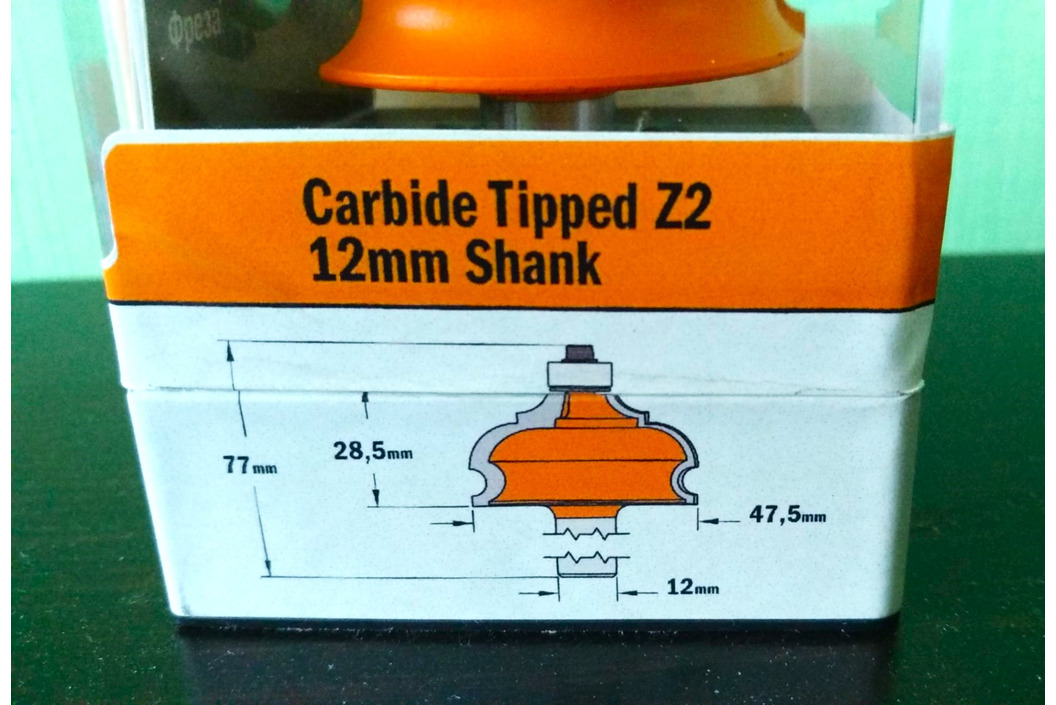 Фреза
Carbide Tipped Z2
12mm Shank
28,5mm
77mm
47,5mm
12mm